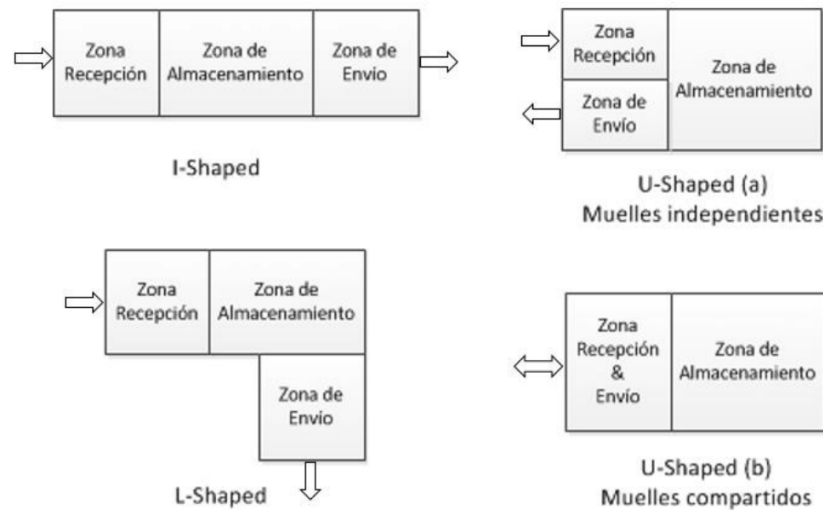 Zona
Recepción
Zona de
Almacenamiento
Zona
de
Envío
I-Shaped
Zona
Recepción
Zona de
Envío
Zona de
Almacenamiento
U-Shaped (a)
Muelles independientes
Zona
Recepción
Zona de
Almacenamiento
Zona de
Envío
L-Shaped
Zona
Recepción
&
Envío
Zona de
Almacenamiento
U-Shaped (b)
Muelles compartidos